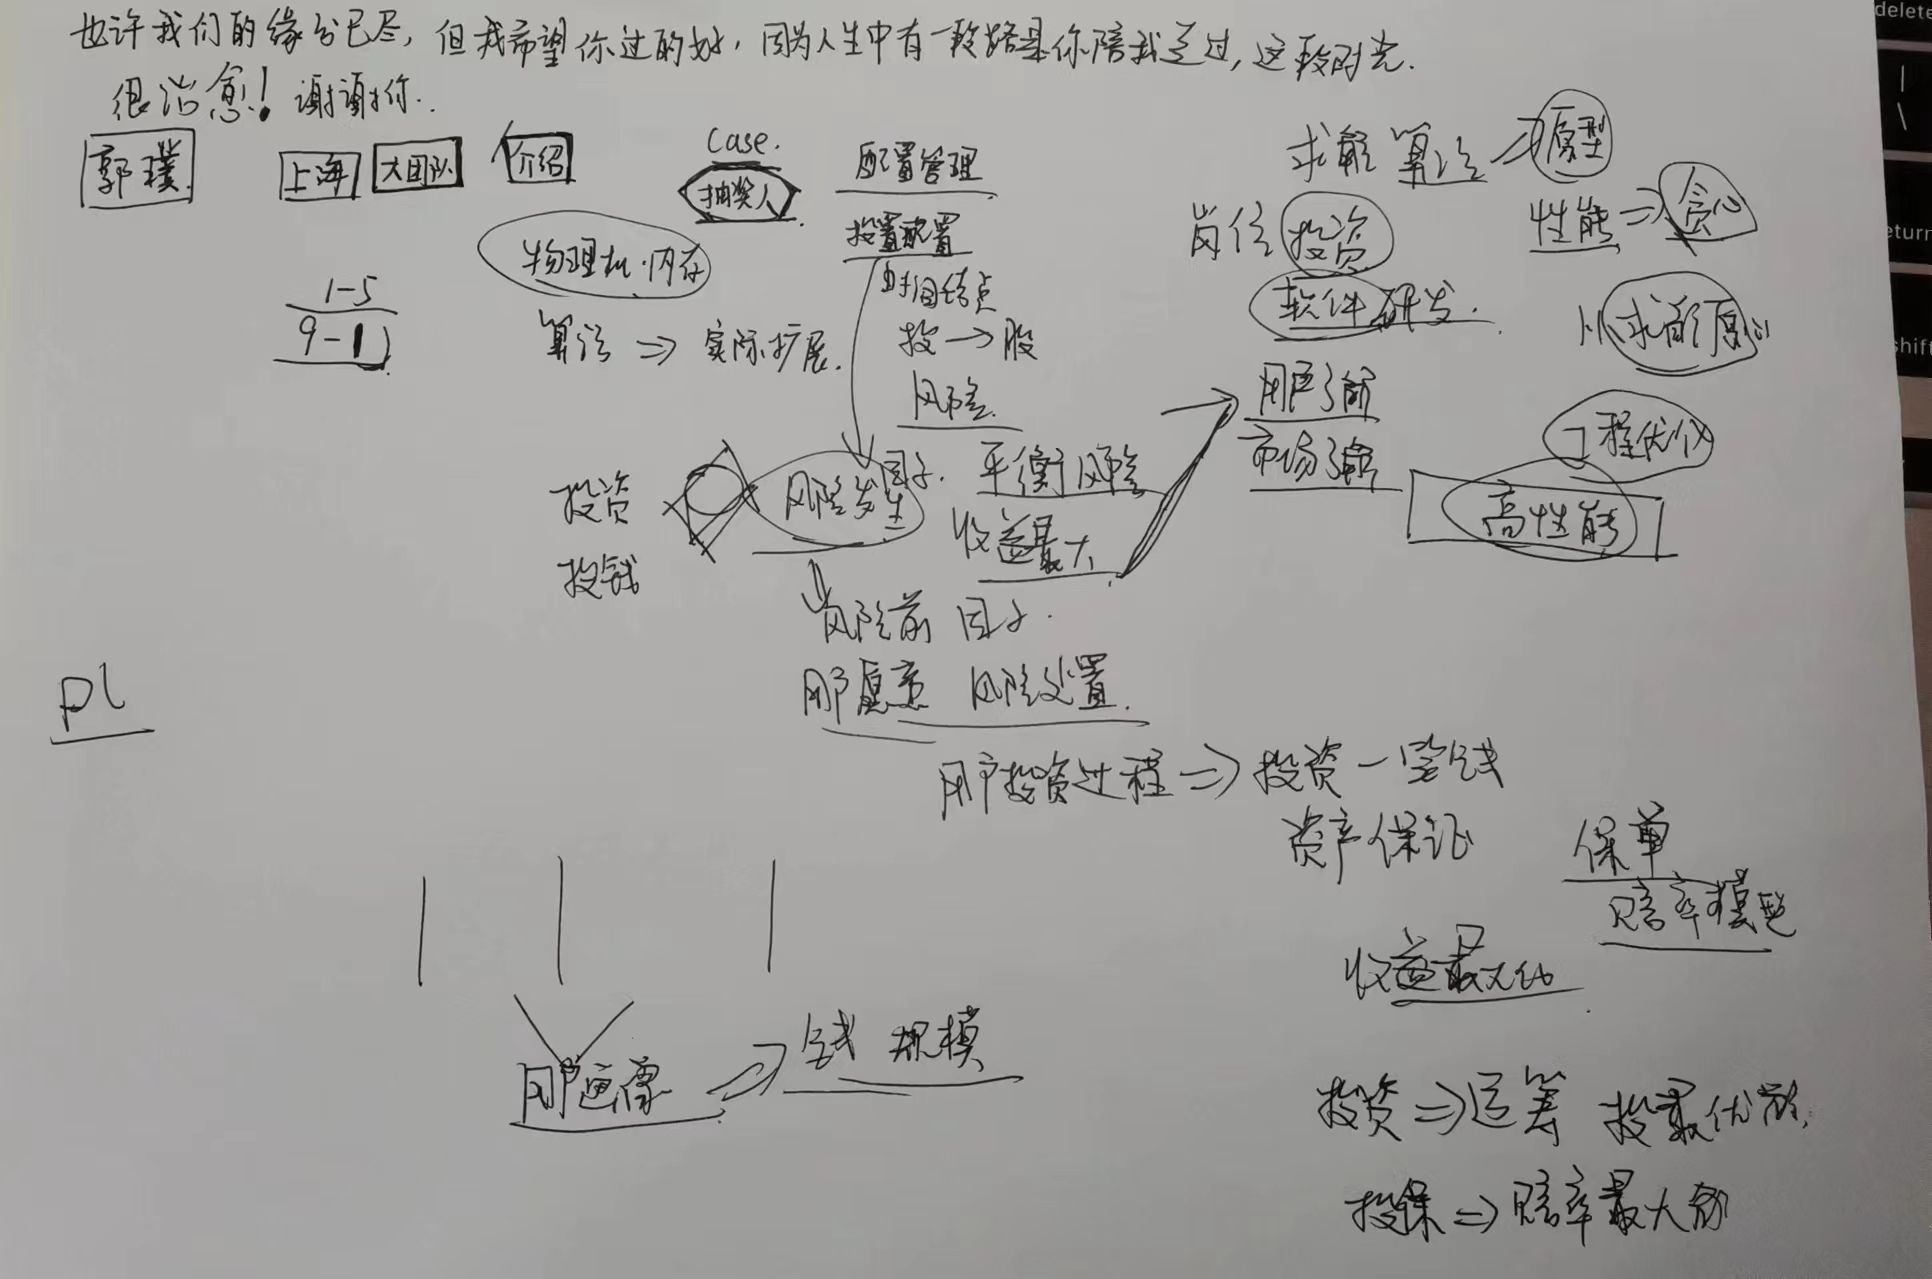 也许我们的缘分已尽，但我希望你过的好，因为人生中有一段路是你陪我走过，这段时光.
很治愈！谢谢你..
郭璞
上海 大团队 介绍
Case.
抽奖人
配置管理
投置配置
物理机·内存
1-5
9-1
算法 ⇒ 实际扩展.
时间结点
投→股
风险
求解 算法 ⇒ 原型
岗位 投资
性能 ⇒ 贪心
软件研发.
从求解原
用户了解
市场了解
工程优化
高性能
投资
投钱
风险发生
因子.
平衡风险
收益最大
风险前 因子.
用户愿意 风险处置.
PL
用户投资过程 ⇒ 投资一笔钱
资产保证
保单
赔率模型
收益最大化
用户画像 ⇒ 钱 规模
投资 ⇒ 运筹 投最优
投保 ⇒ 赔率最大
delete
|
\
eturn
shift